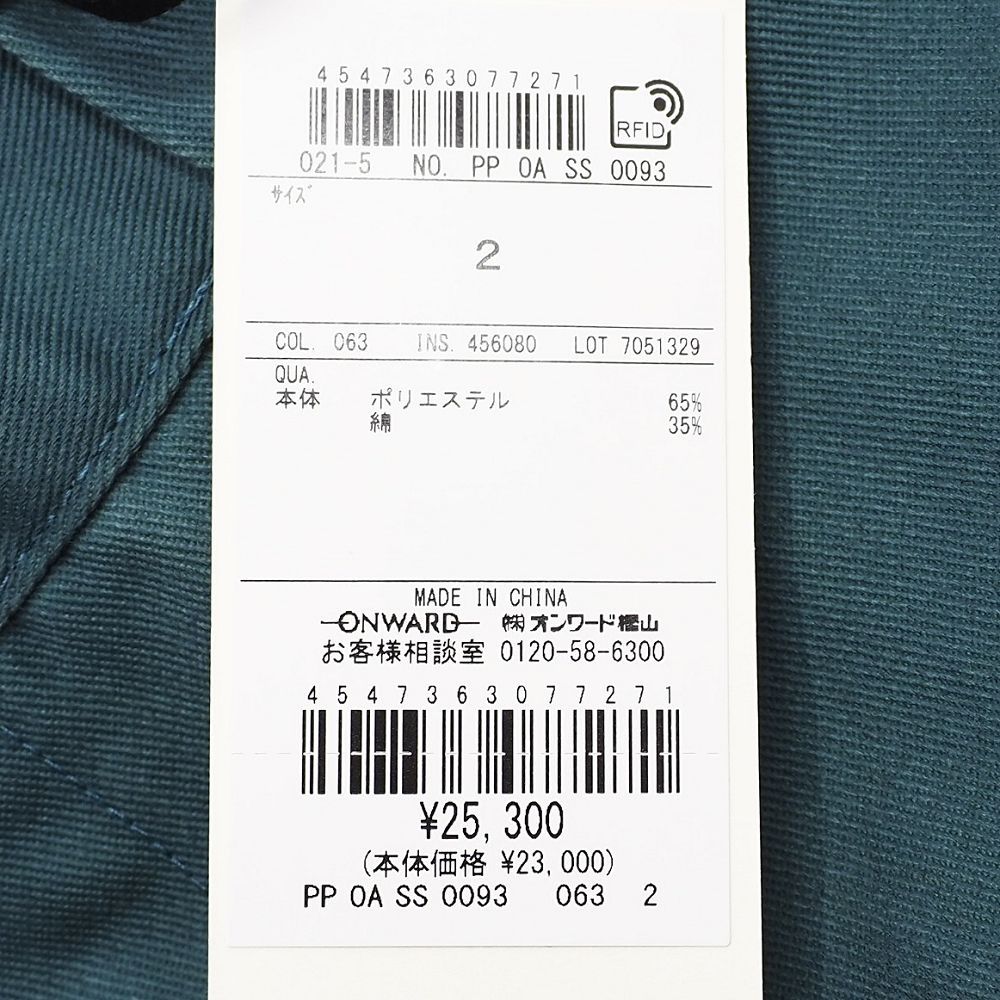 4547363077271
RFID
021-5 NO. PP 0A SS 0093
サイズ
2
COL. 063 INS. 456080 LOT 7051329
QUA.
本体 ポリエステル 65%
綿 35%
MADE IN CHINA
ONWARD ㈱オンワード樫山
お客様相談室 0120-58-6300
4547363077271
¥25,300
(本体価格 ¥23,000)
PP 0A SS 0093 063 2